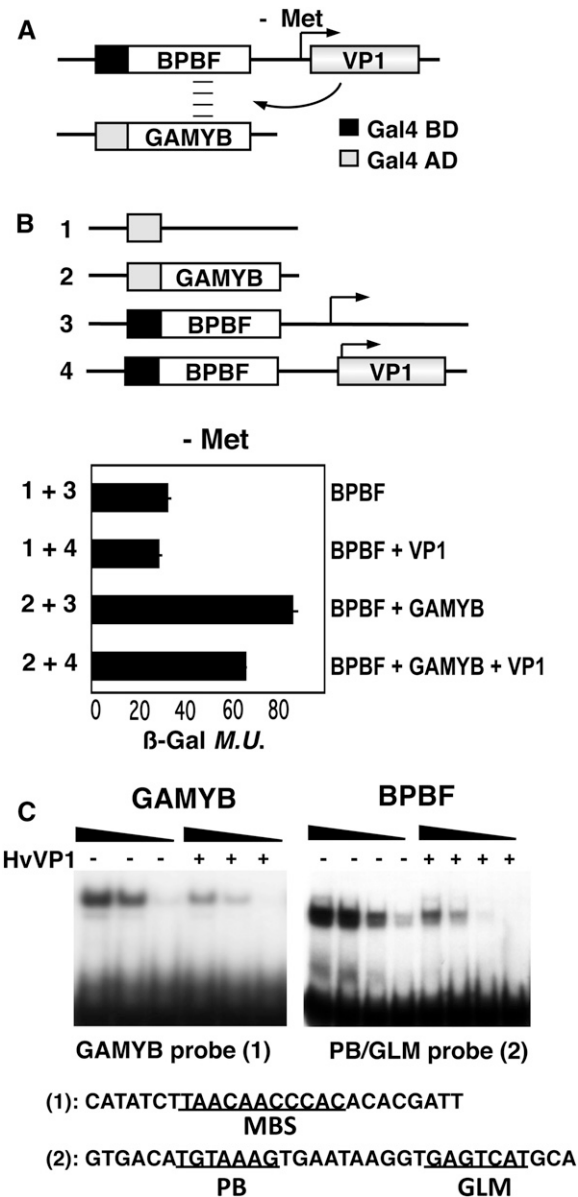 A
- Met
BPBF
VP1
GAMYB
Gal4 BD
Gal4 AD
B
1
2 GAMYB
3 BPBF
4 BPBF VP1
- Met
1 + 3 BPBF
1 + 4 BPBF + VP1
2 + 3 BPBF + GAMYB
2 + 4 BPBF + GAMYB + VP1
0 20 40 60 80
ß-Gal M.U.
C
GAMYB BPBF
HvVP1 - - - + + + - - - - + + + +
GAMYB probe (1) PB/GLM probe (2)
(1): CATATCTTAACAACCCACACACGATT
MBS
(2): GTGACATGTAAAGTGAATAAGGTGAGTCATGCA
PB GLM